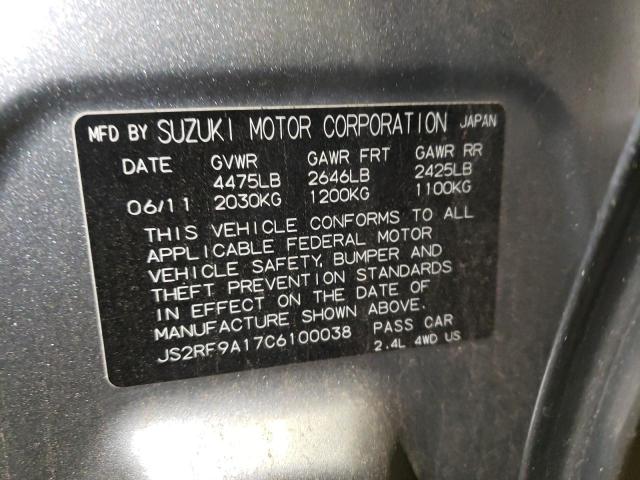 MFD BY SUZUKI MOTOR CORPORATION JAPAN
DATE GVWR GAWR FRT GAWR RR
4475LB 2646LB 2425LB
06/11 2030KG 1200KG 1100KG
THIS VEHICLE CONFORMS TO ALL
APPLICABLE FEDERAL MOTOR
VEHICLE SAFETY, BUMPER AND
THEFT PREVENTION STANDARDS
IN EFFECT ON THE DATE OF
MANUFACTURE SHOWN ABOVE.
JS2RF9A17C6100038 PASS CAR
2.4L 4WD US